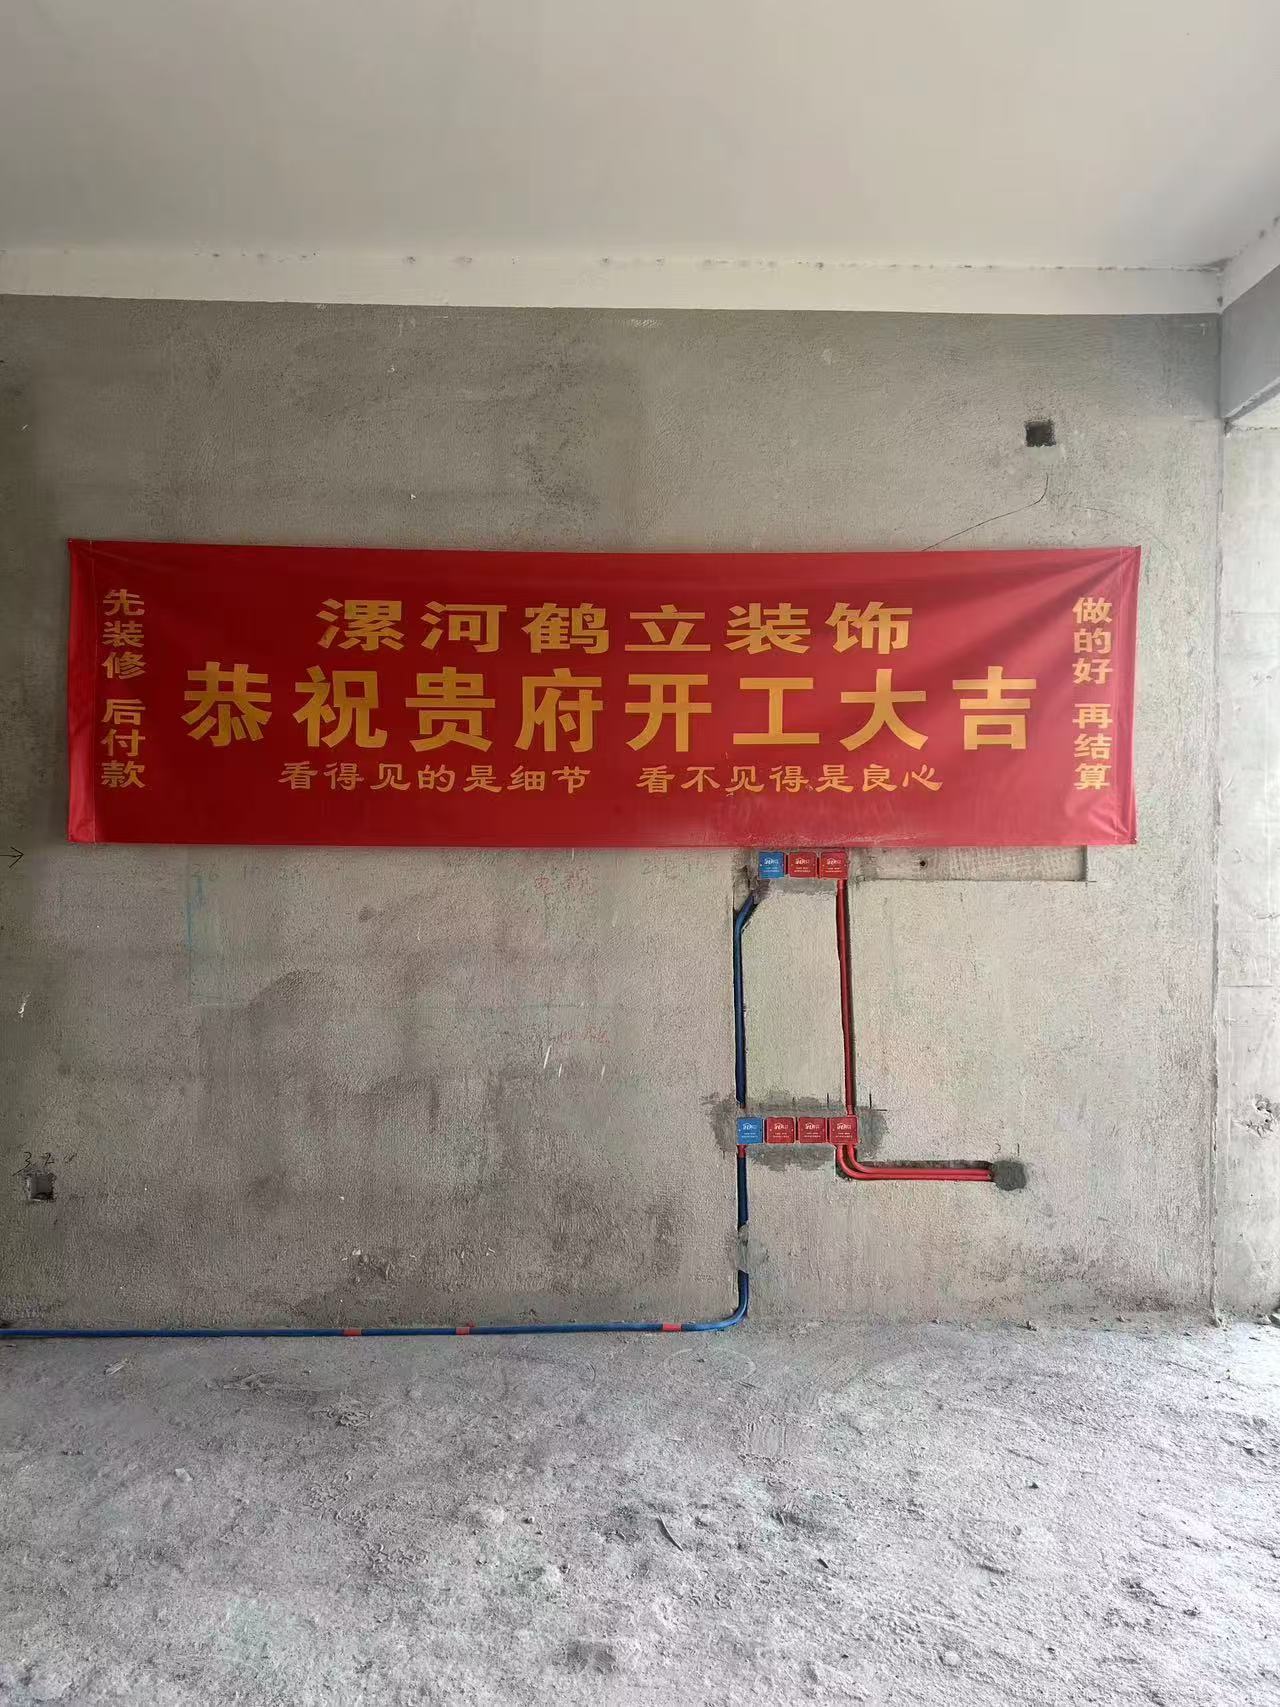 先装修 后付款
漯河鹤立装饰
恭祝贵府开工大吉
看得见的是细节 看不见得是良心
做的好 再结算